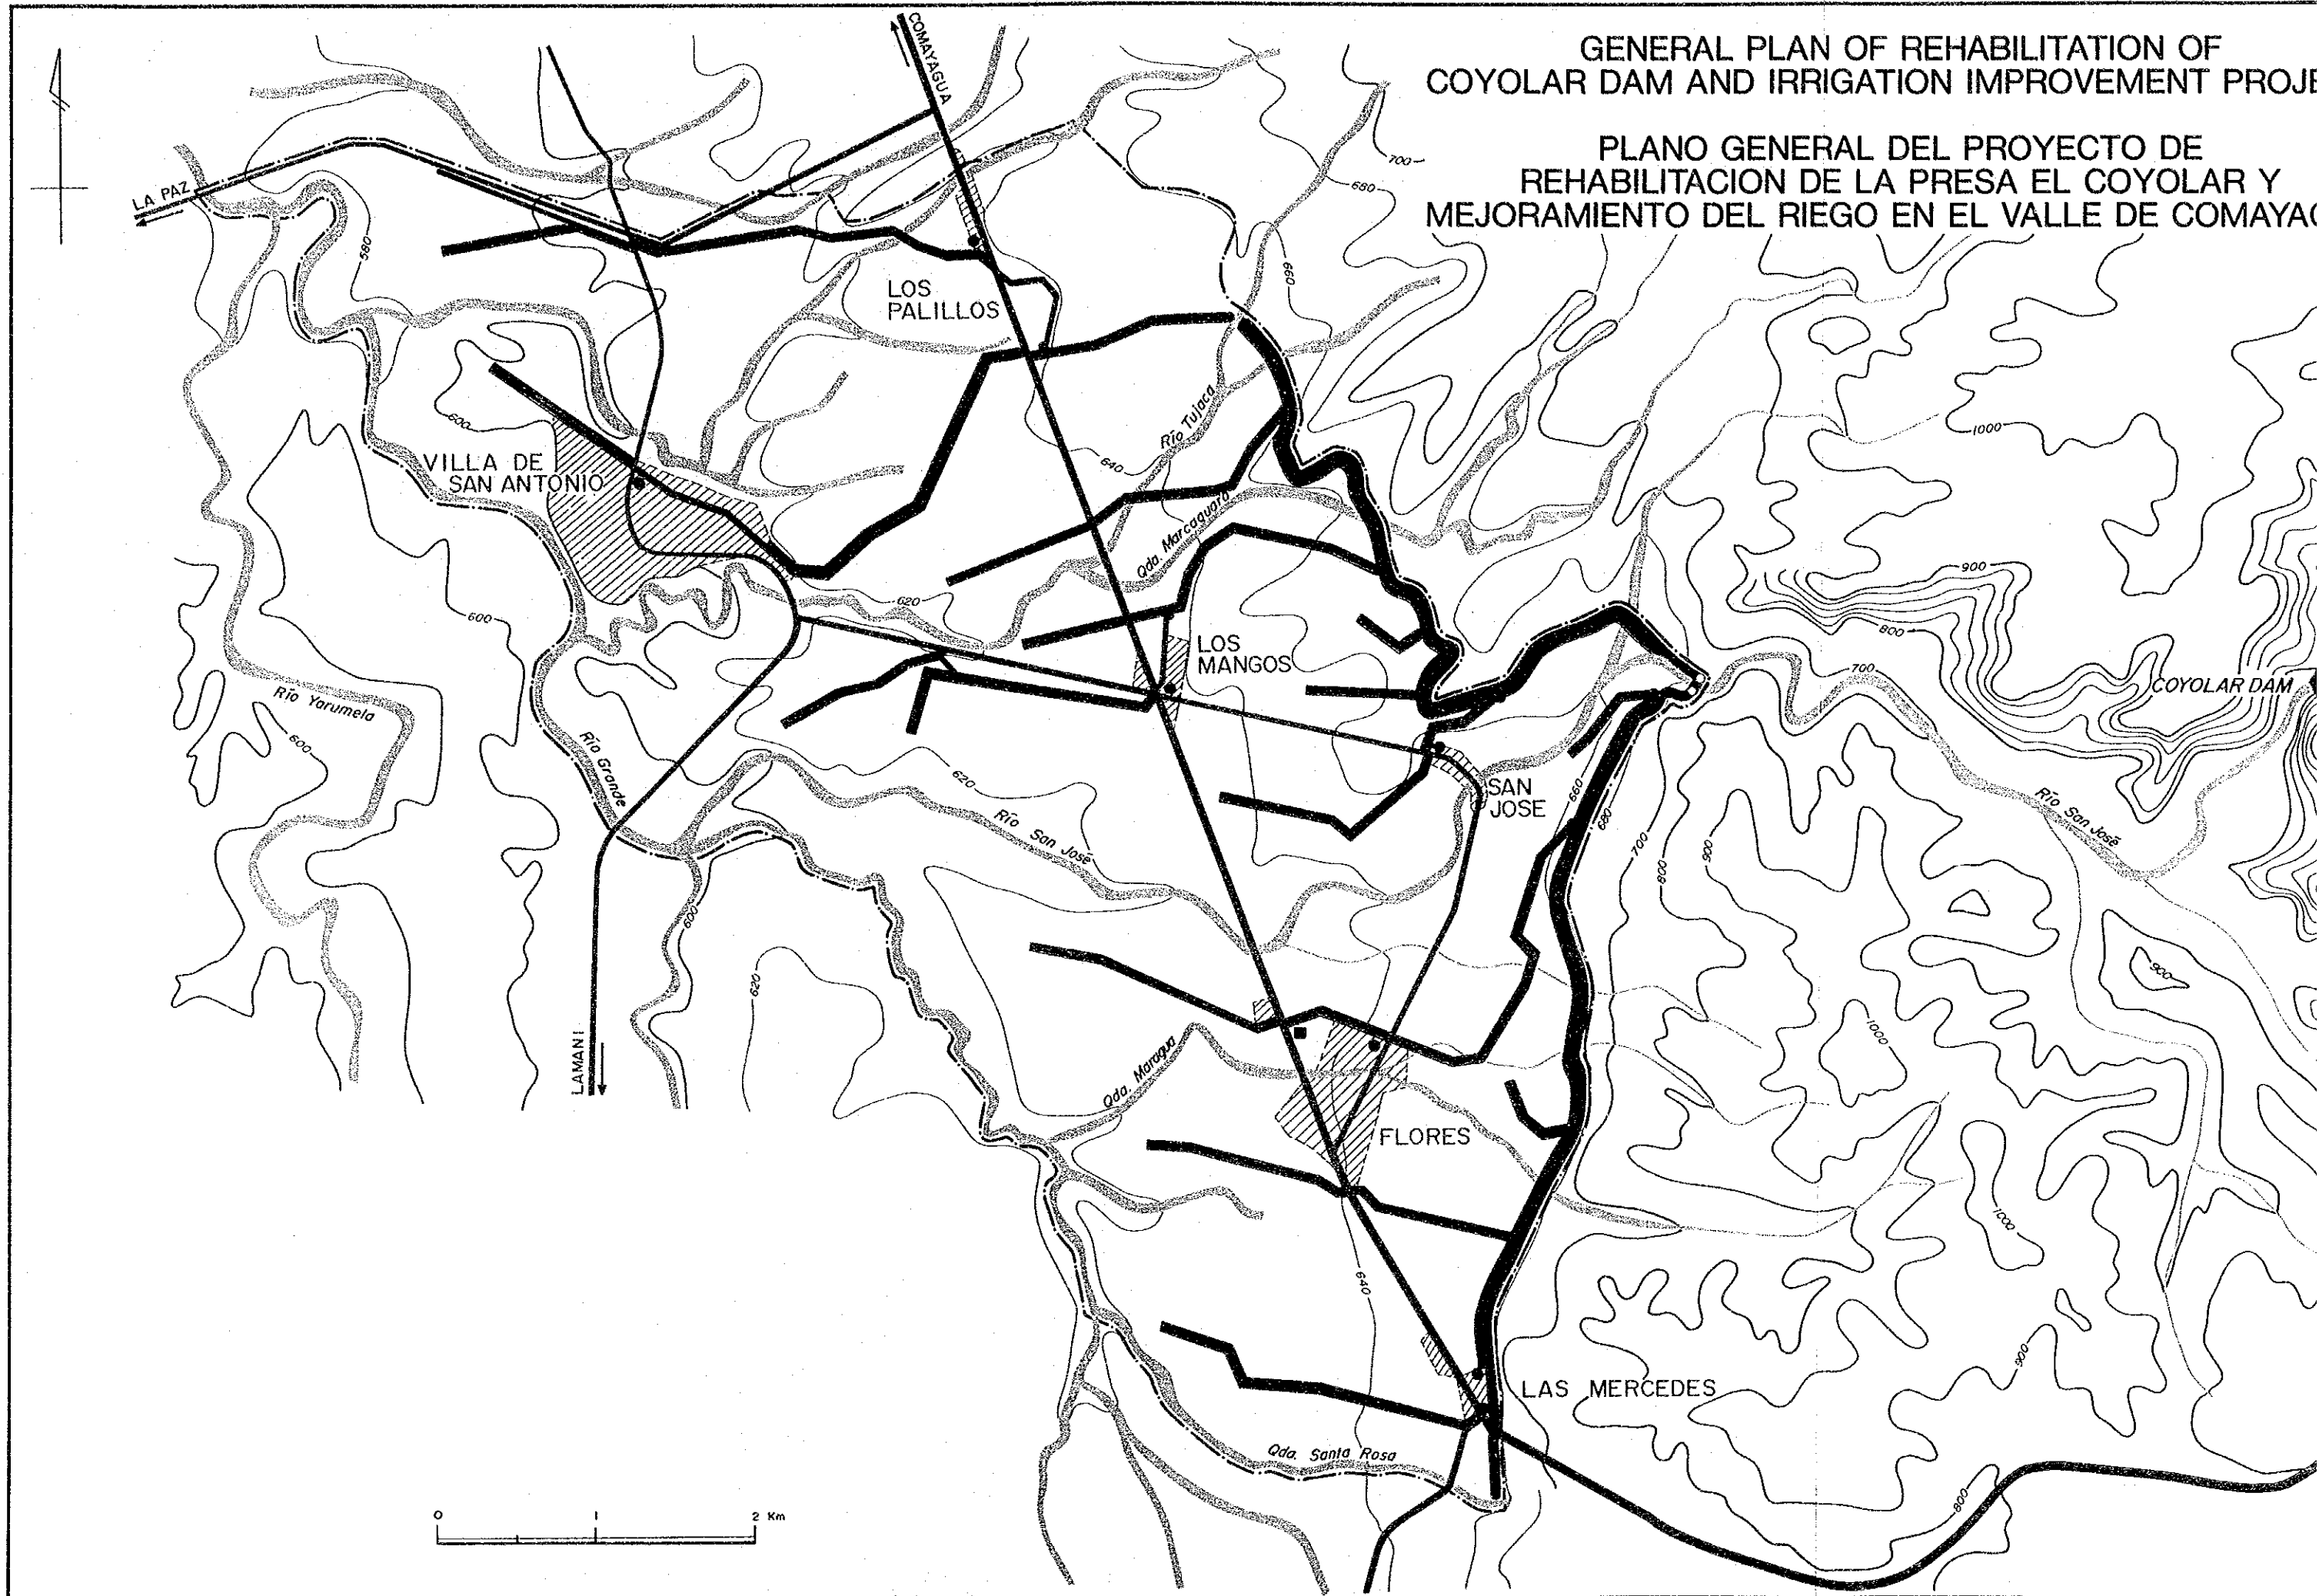 GENERAL PLAN OF REHABILITATION OF
COYOLAR DAM AND IRRIGATION IMPROVEMENT PROJE
PLANO GENERAL DEL PROYECTO DE
REHABILITACION DE LA PRESA EL COYOLAR Y
MEJORAMIENTO DEL RIEGO EN EL VALLE DE COMAYAG
COMAYAGUA
LA PAZ
700
680
580
660
LOS
PALILLOS
Río Tujaca
600
640
1000
VILLA DE
SAN ANTONIO
Qda. Marcaguara
900
620
600
800
LOS
MANGOS
700
COYOLAR DAM
Río Yarumela
600
Río Grande
620
SAN
JOSE
660
680
Río San José
Río San José
700
800
900
600
620
900
1000
LAMANI
Qda. Maragua
FLORES
1000
640
900
LAS MERCEDES
Qda. Santa Rosa
800
0 1 2 Km